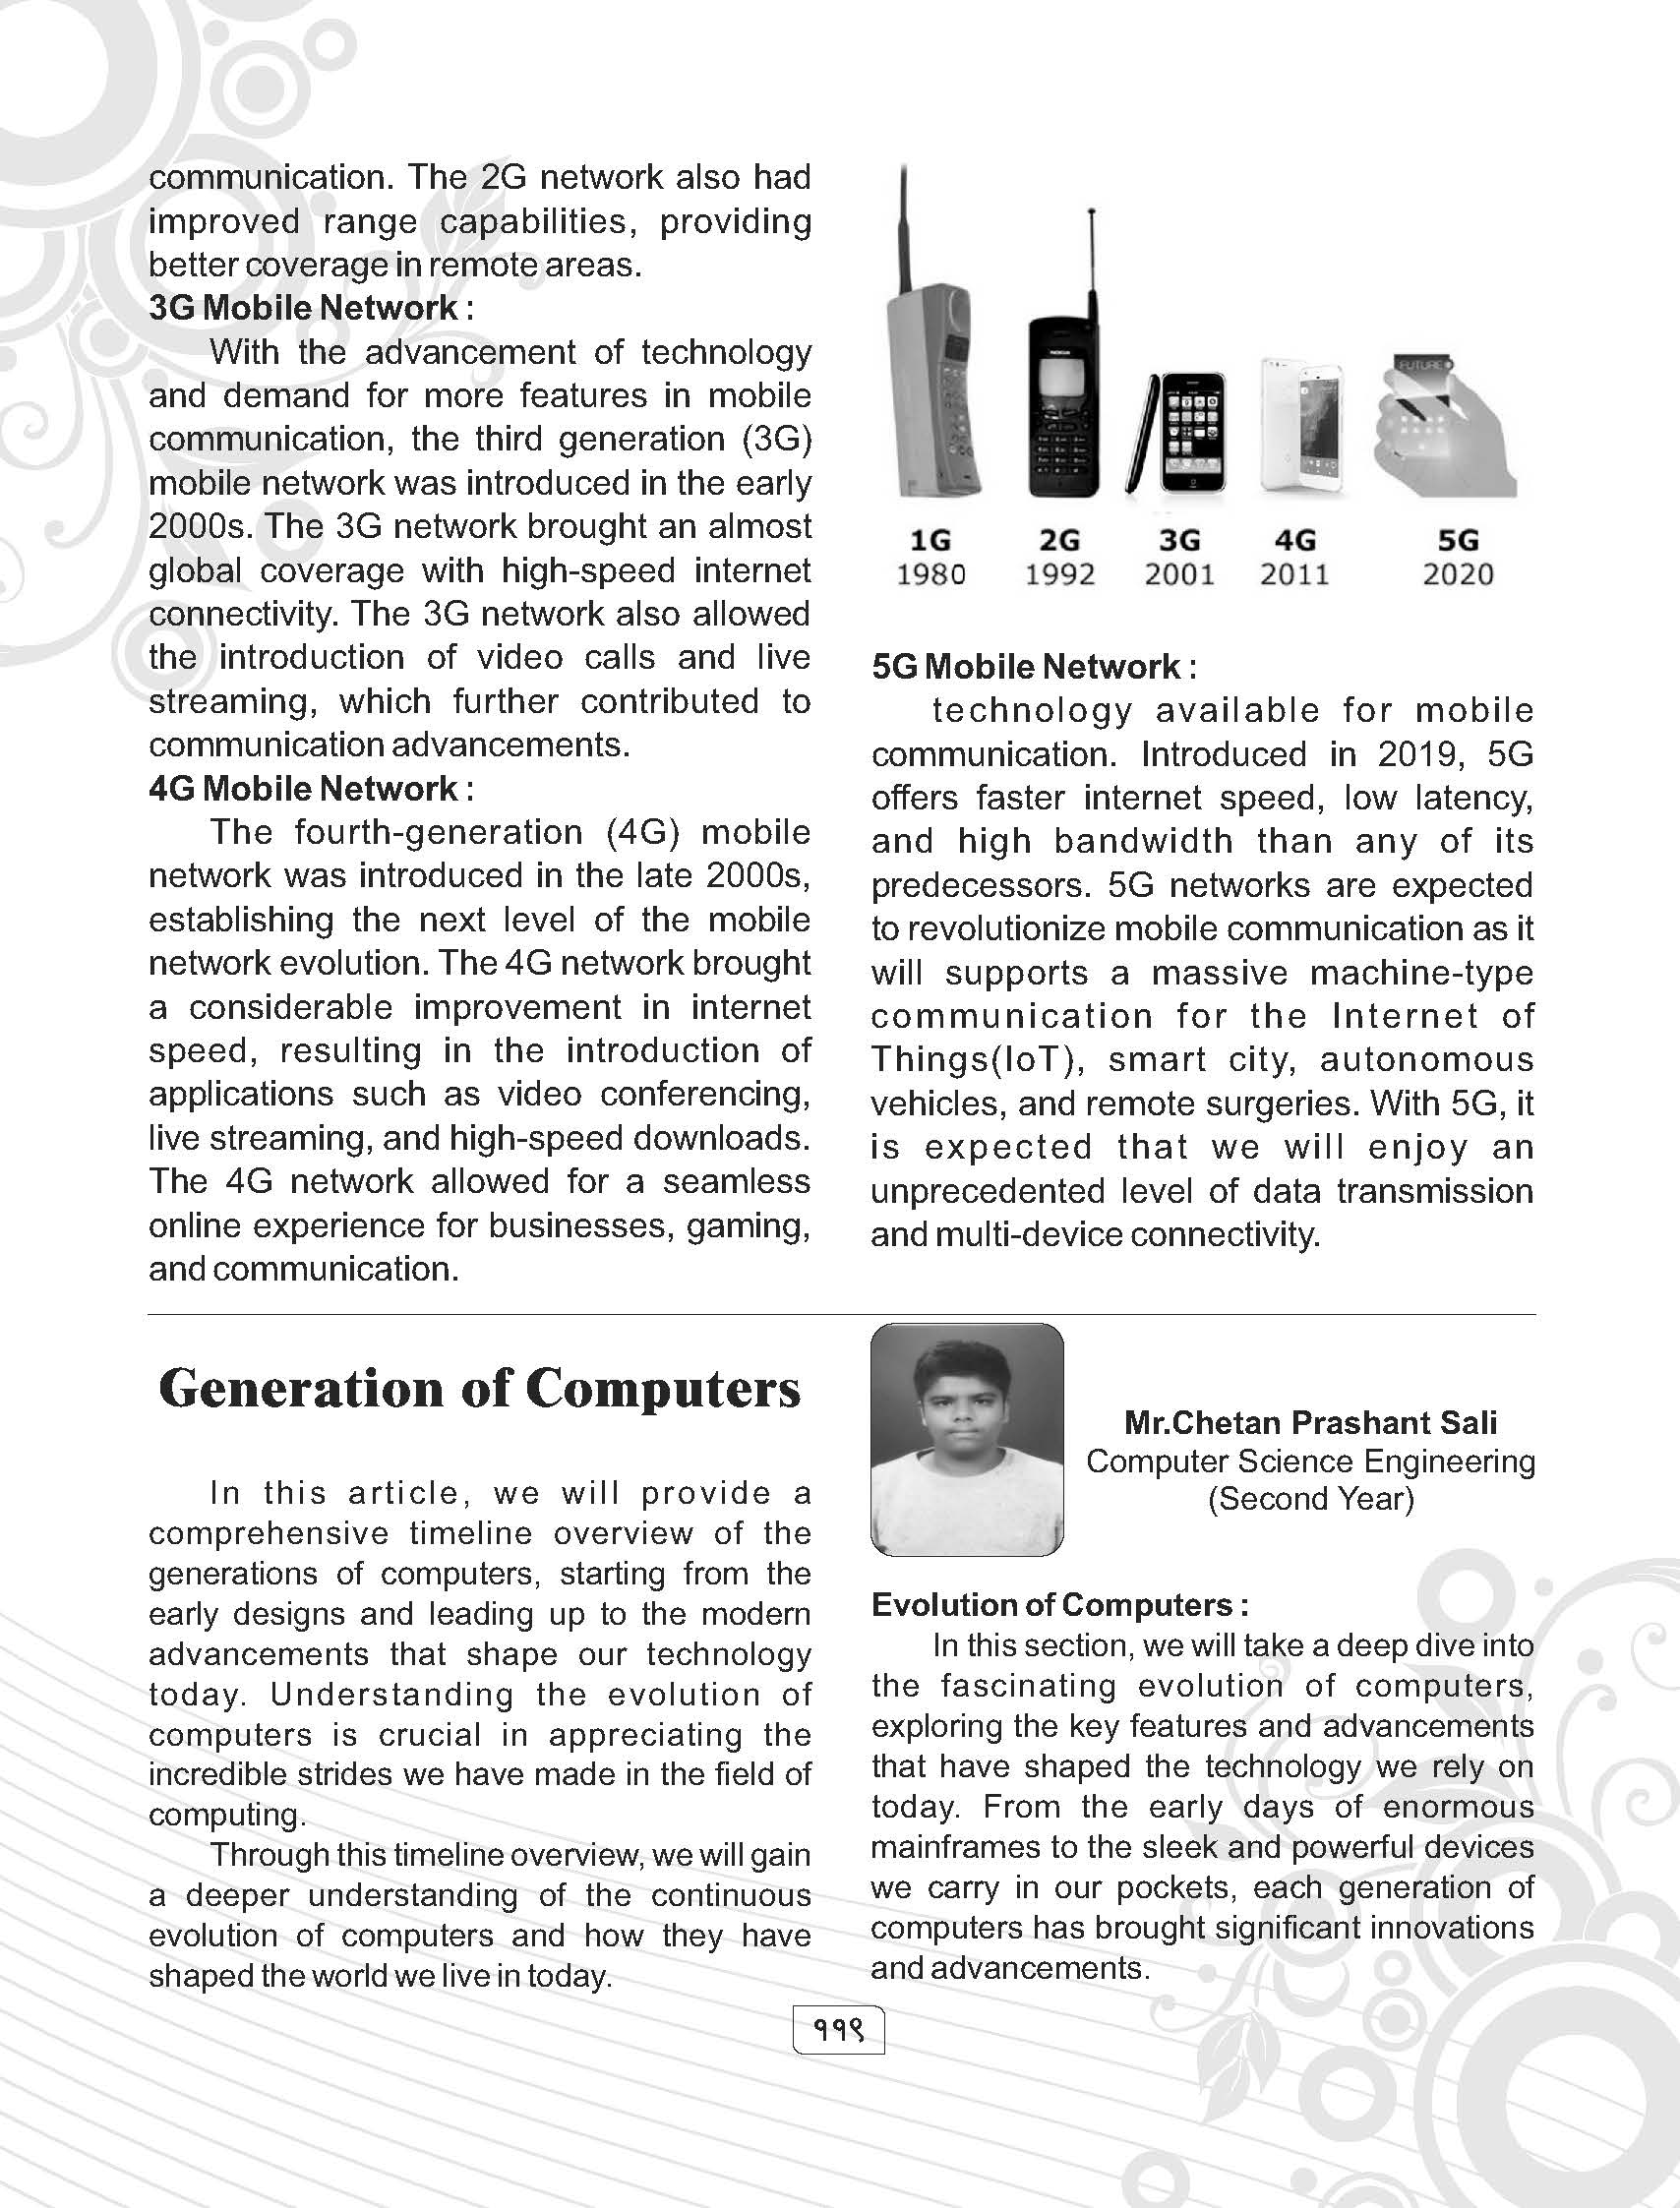 communication. The 2G network also had
improved range capabilities, providing
better coverage in remote areas.
3G Mobile Network :
With the advancement of technology
and demand for more features in mobile
communication, the third generation (3G)
mobile network was introduced in the early
2000s. The 3G network brought an almost
global coverage with high-speed internet
connectivity. The 3G network also allowed
the introduction of video calls and live
streaming, which further contributed to
communication advancements.
4G Mobile Network :
The fourth-generation (4G) mobile
network was introduced in the late 2000s,
establishing the next level of the mobile
network evolution. The 4G network brought
a considerable improvement in internet
speed, resulting in the introduction of
applications such as video conferencing,
live streaming, and high-speed downloads.
The 4G network allowed for a seamless
online experience for businesses, gaming,
and communication.
NOKIA
FUTURE
1G 2G 3G 4G 5G
1980 1992 2001 2011 2020
5G Mobile Network :
technology available for mobile
communication. Introduced in 2019, 5G
offers faster internet speed, low latency,
and high bandwidth than any of its
predecessors. 5G networks are expected
to revolutionize mobile communication as it
will supports a massive machine-type
communication for the Internet of
Things(IoT), smart city, autonomous
vehicles, and remote surgeries. With 5G, it
is expected that we will enjoy an
unprecedented level of data transmission
and multi-device connectivity.
Generation of Computers
Mr.Chetan Prashant Sali
Computer Science Engineering
(Second Year)
In this article, we will provide a
comprehensive timeline overview of the
generations of computers, starting from the
early designs and leading up to the modern
advancements that shape our technology
today. Understanding the evolution of
computers is crucial in appreciating the
incredible strides we have made in the field of
computing.
Through this timeline overview, we will gain
a deeper understanding of the continuous
evolution of computers and how they have
shaped the world we live in today.
Evolution of Computers :
In this section, we will take a deep dive into
the fascinating evolution of computers,
exploring the key features and advancements
that have shaped the technology we rely on
today. From the early days of enormous
mainframes to the sleek and powerful devices
we carry in our pockets, each generation of
computers has brought significant innovations
and advancements.
११९